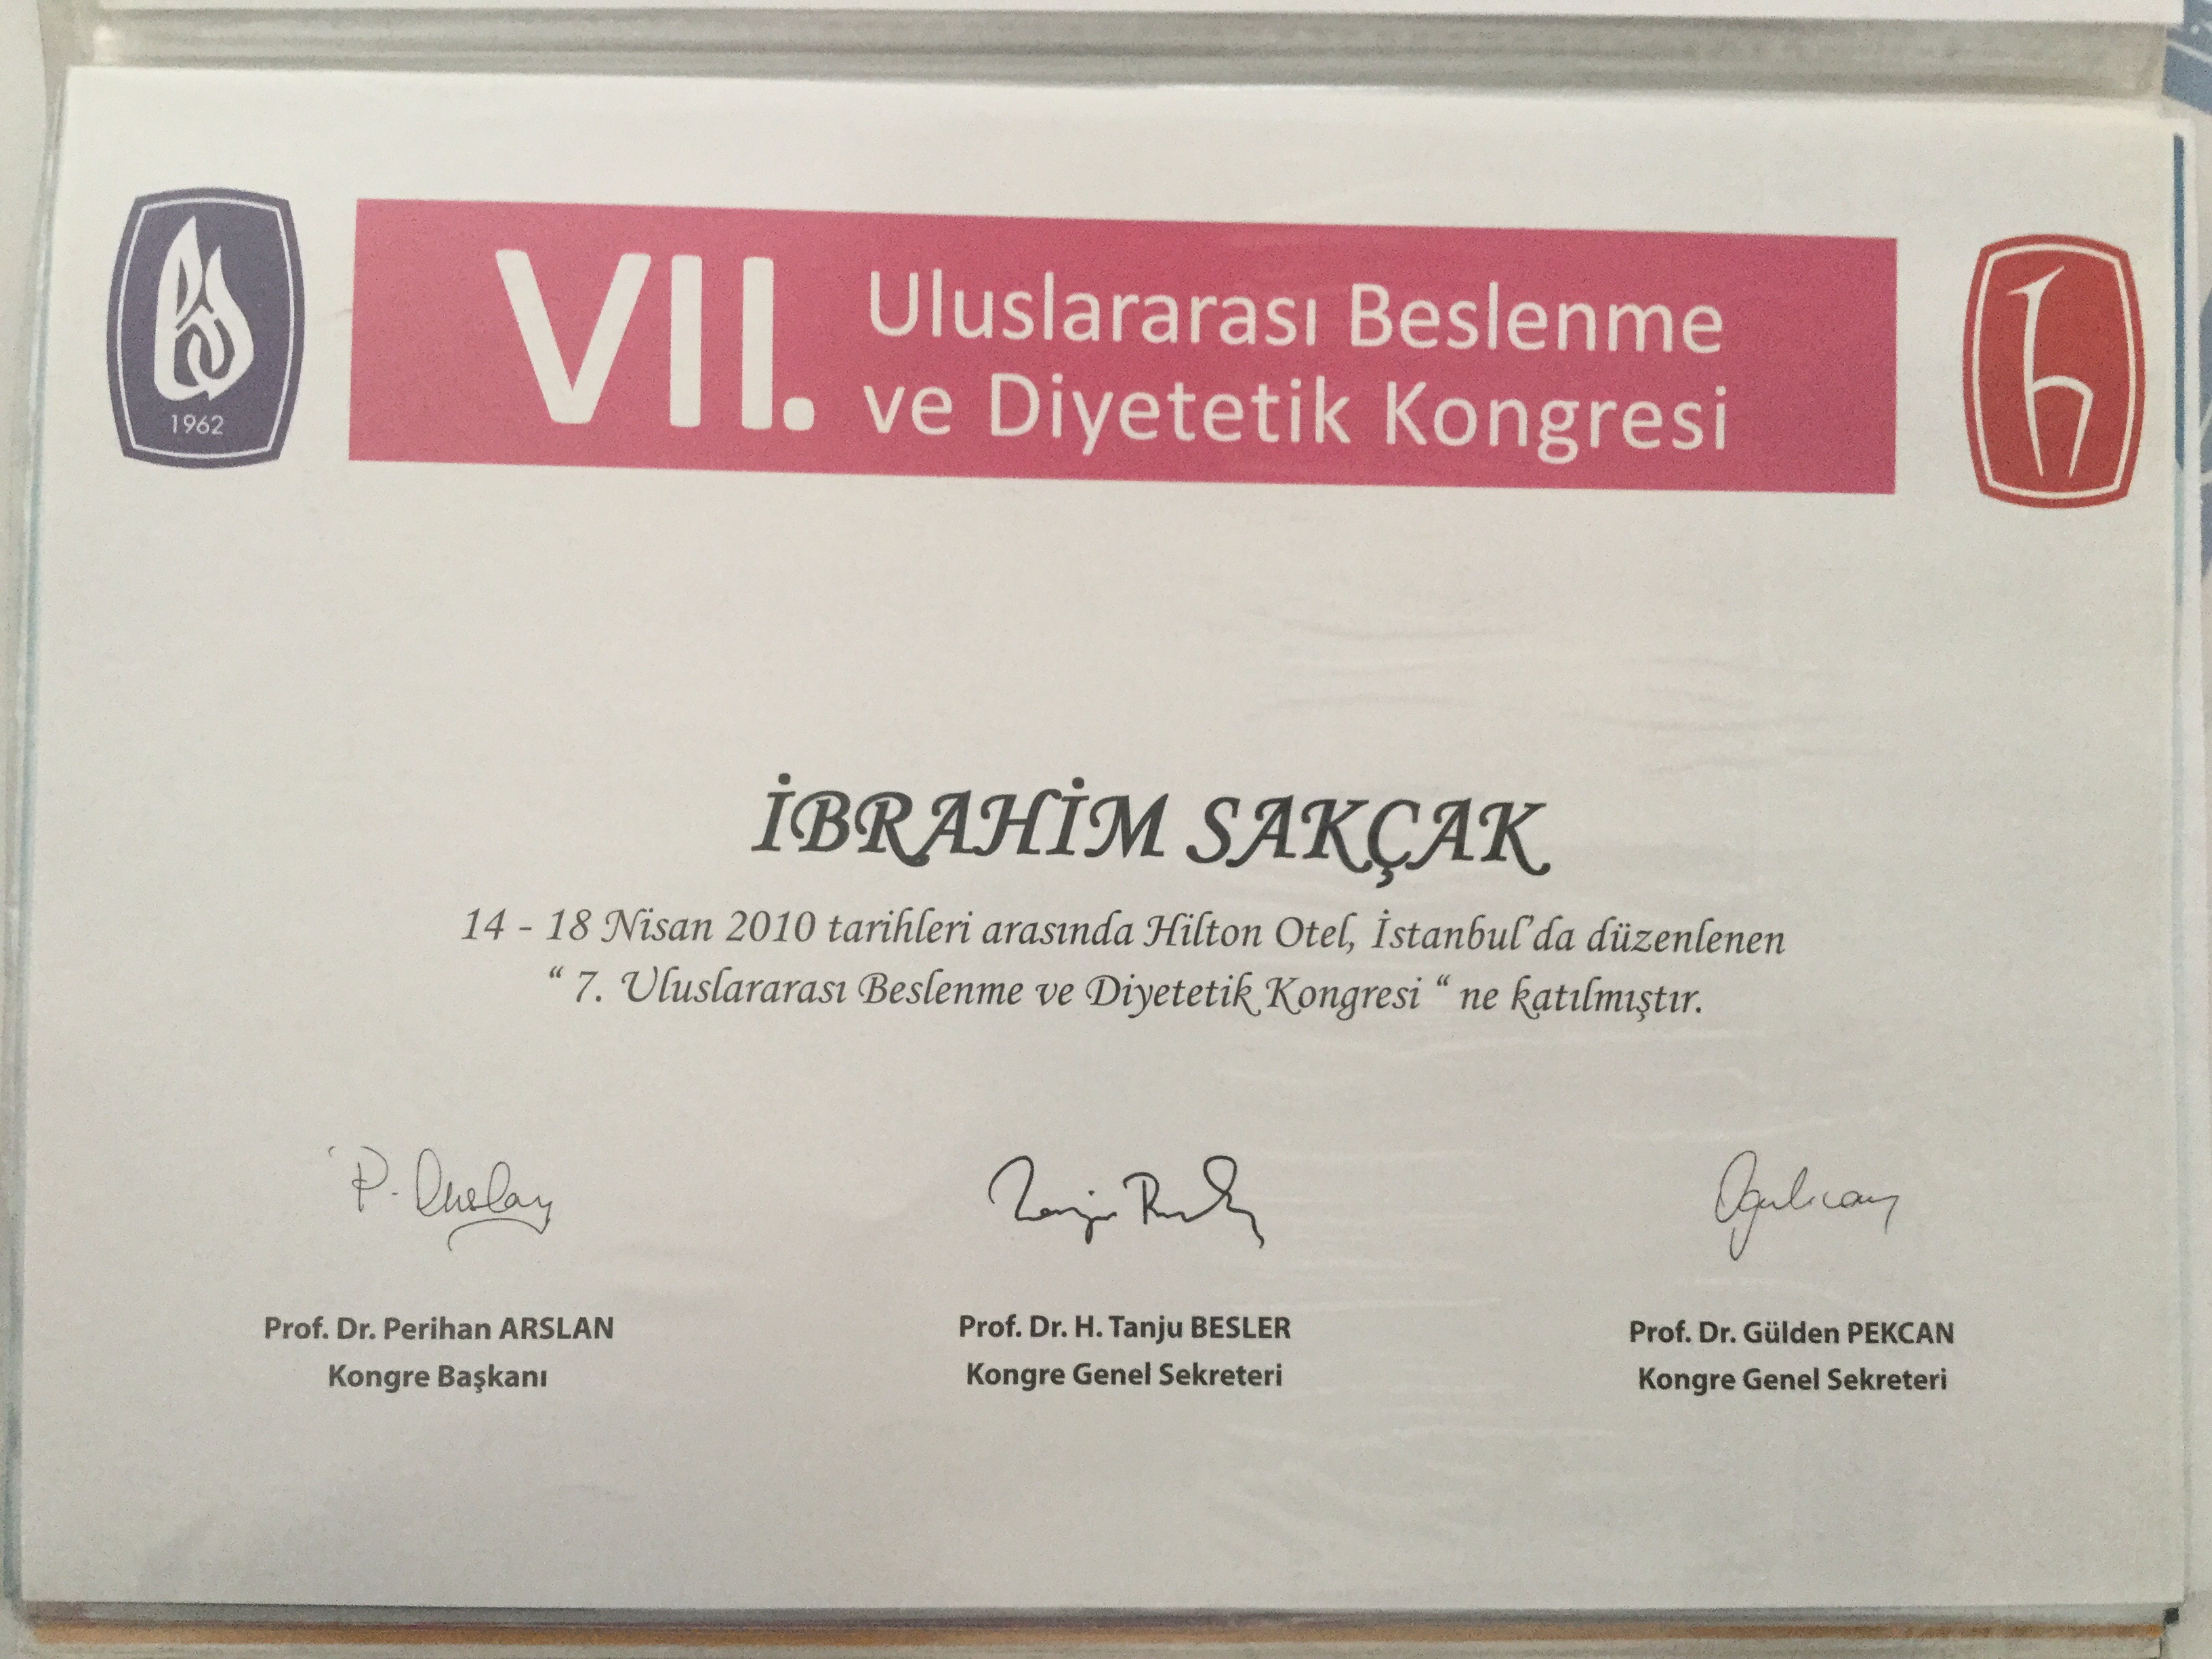 1962
VII. Uluslararası Beslenme
ve Diyetetik Kongresi
İBRAHİM SAKÇAK
14 - 18 Nisan 2010 tarihleri arasında Hilton Otel, İstanbul'da düzenlenen
“ 7. Uluslararası Beslenme ve Diyetetik Kongresi “ ne katılmıştır.
Prof. Dr. Perihan ARSLAN
Kongre Başkanı
Prof. Dr. H. Tanju BESLER
Kongre Genel Sekreteri
Prof. Dr. Gülden PEKCAN
Kongre Genel Sekreteri